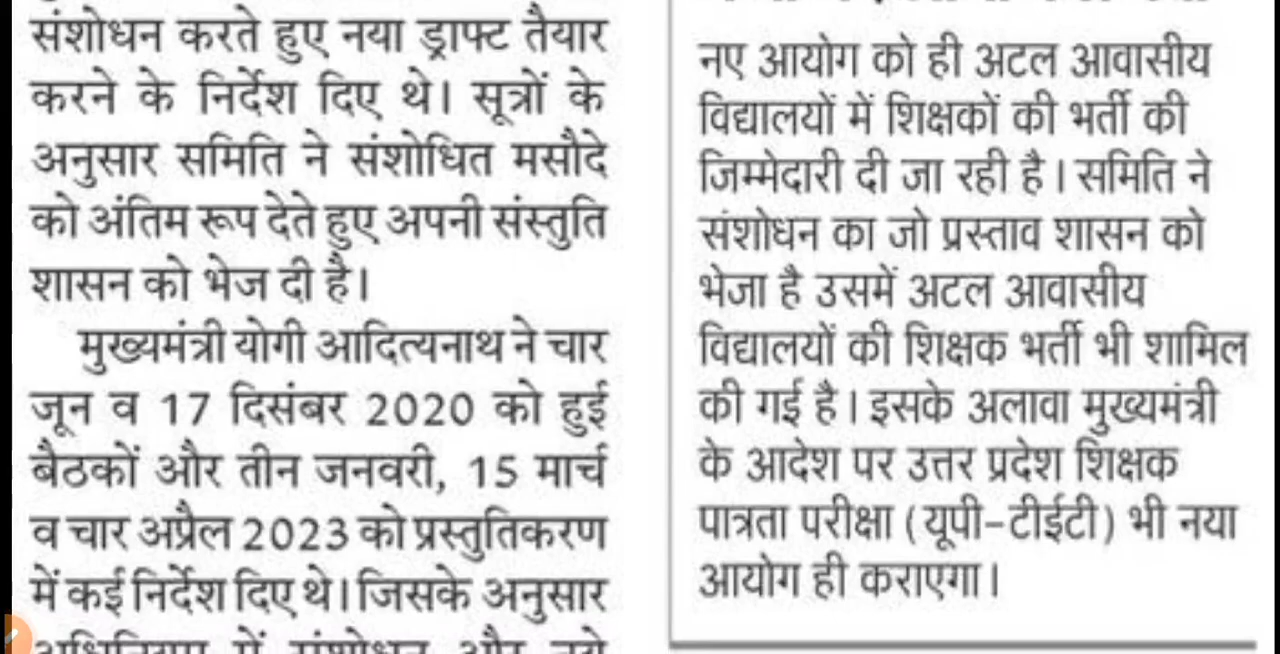 संशोधन करते हुए नया ड्राफ्ट तैयार
करने के निर्देश दिए थे। सूत्रों के
अनुसार समिति ने संशोधित मसौदे
को अंतिम रूप देते हुए अपनी संस्तुति
शासन को भेज दी है।
मुख्यमंत्री योगी आदित्यनाथ ने चार
जून व 17 दिसंबर 2020 को हुई
बैठकों और तीन जनवरी, 15 मार्च
व चार अप्रैल 2023 को प्रस्तुतिकरण
में कई निर्देश दिए थे। जिसके अनुसार
नए आयोग को ही अटल आवासीय
विद्यालयों में शिक्षकों की भर्ती की
जिम्मेदारी दी जा रही है। समिति ने
संशोधन का जो प्रस्ताव शासन को
भेजा है उसमें अटल आवासीय
विद्यालयों की शिक्षक भर्ती भी शामिल
की गई है। इसके अलावा मुख्यमंत्री
के आदेश पर उत्तर प्रदेश शिक्षक
पात्रता परीक्षा (यूपी-टीईटी) भी नया
आयोग ही कराएगा।